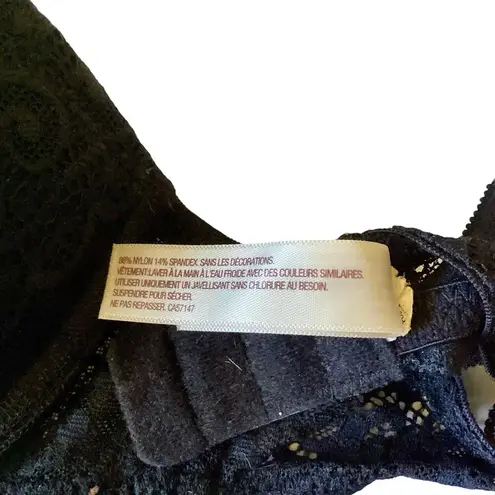 86% NYLON 14% SPANDEX. SANS LES DÉCORATIONS.
VÊTEMENT:LAVER À LA MAIN À L'EAU FROIDE AVEC DES COULEURS SIMILAIRES.
UTILISER UNIQUEMENT UN JAVELLISANT SANS CHLORURE AU BESOIN.
SUSPENDRE POUR SÉCHER.
NE PAS REPASSER. CA57147